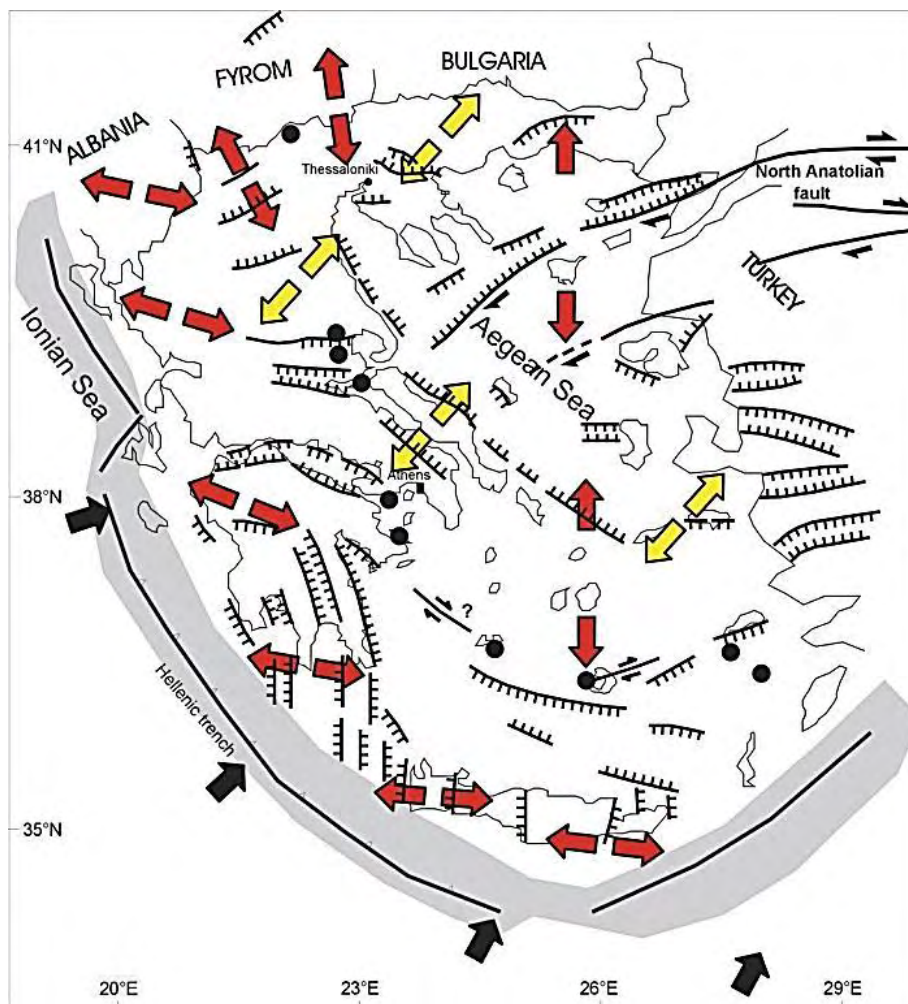 FYROM
BULGARIA
ALBANIA
41°N
Thessaloniki
North Anatolian
fault
TURKEY
Ionian Sea
Aegean Sea
Athens
38°N
?
Hellenic trench
35°N
20°E
23°E
26°E
29°E